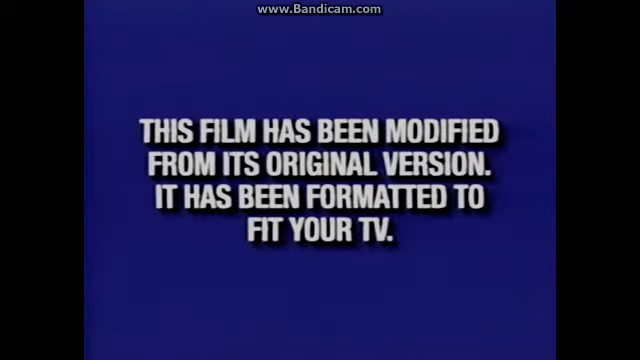 www.Bandicam.com
THIS FILM HAS BEEN MODIFIED
FROM ITS ORIGINAL VERSION.
IT HAS BEEN FORMATTED TO
FIT YOUR TV.